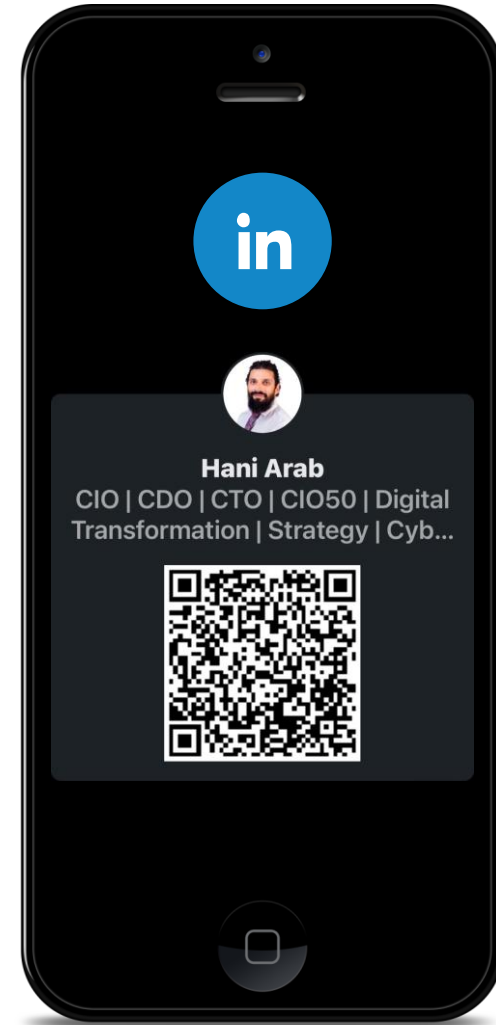 in
Hani Arab
CIO | CDO | CTO | CIO50 | Digital
Transformation | Strategy | Cyb...